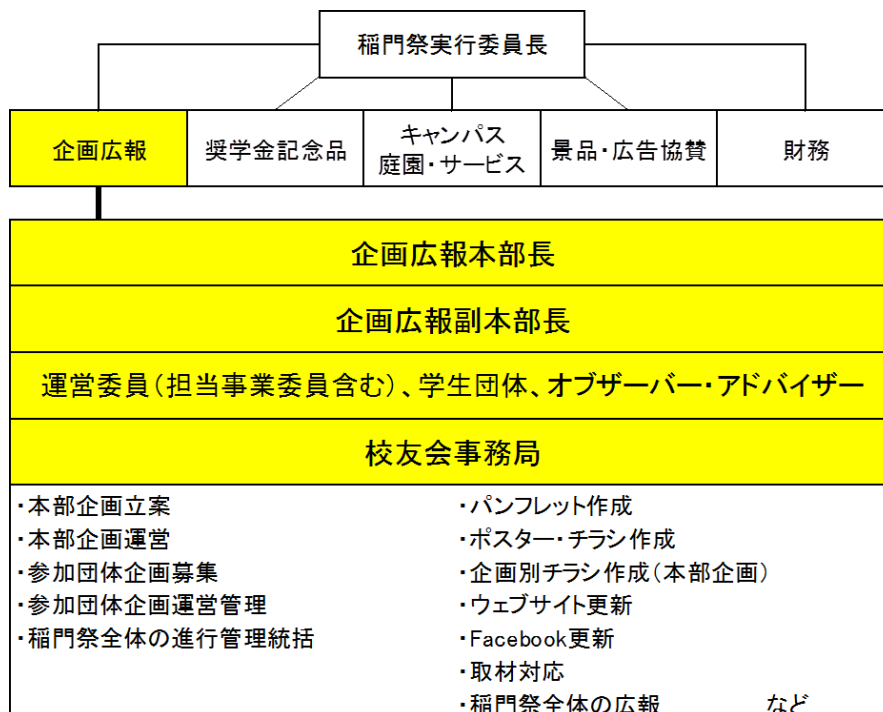 稲門祭実行委員長
企画広報
奨学金記念品
キャンパス
庭園・サービス
景品・広告協賛
財務
企画広報本部長
企画広報副本部長
運営委員（担当事業委員含む）、学生団体、オブザーバー・アドバイザー
校友会事務局
・本部企画立案
・本部企画運営
・参加団体企画募集
・参加団体企画運営管理
・稲門祭全体の進行管理統括
・パンフレット作成
・ポスター・チラシ作成
・企画別チラシ作成（本部企画）
・ウェブサイト更新
・Facebook更新
・取材対応
・稲門祭全体の広報 など